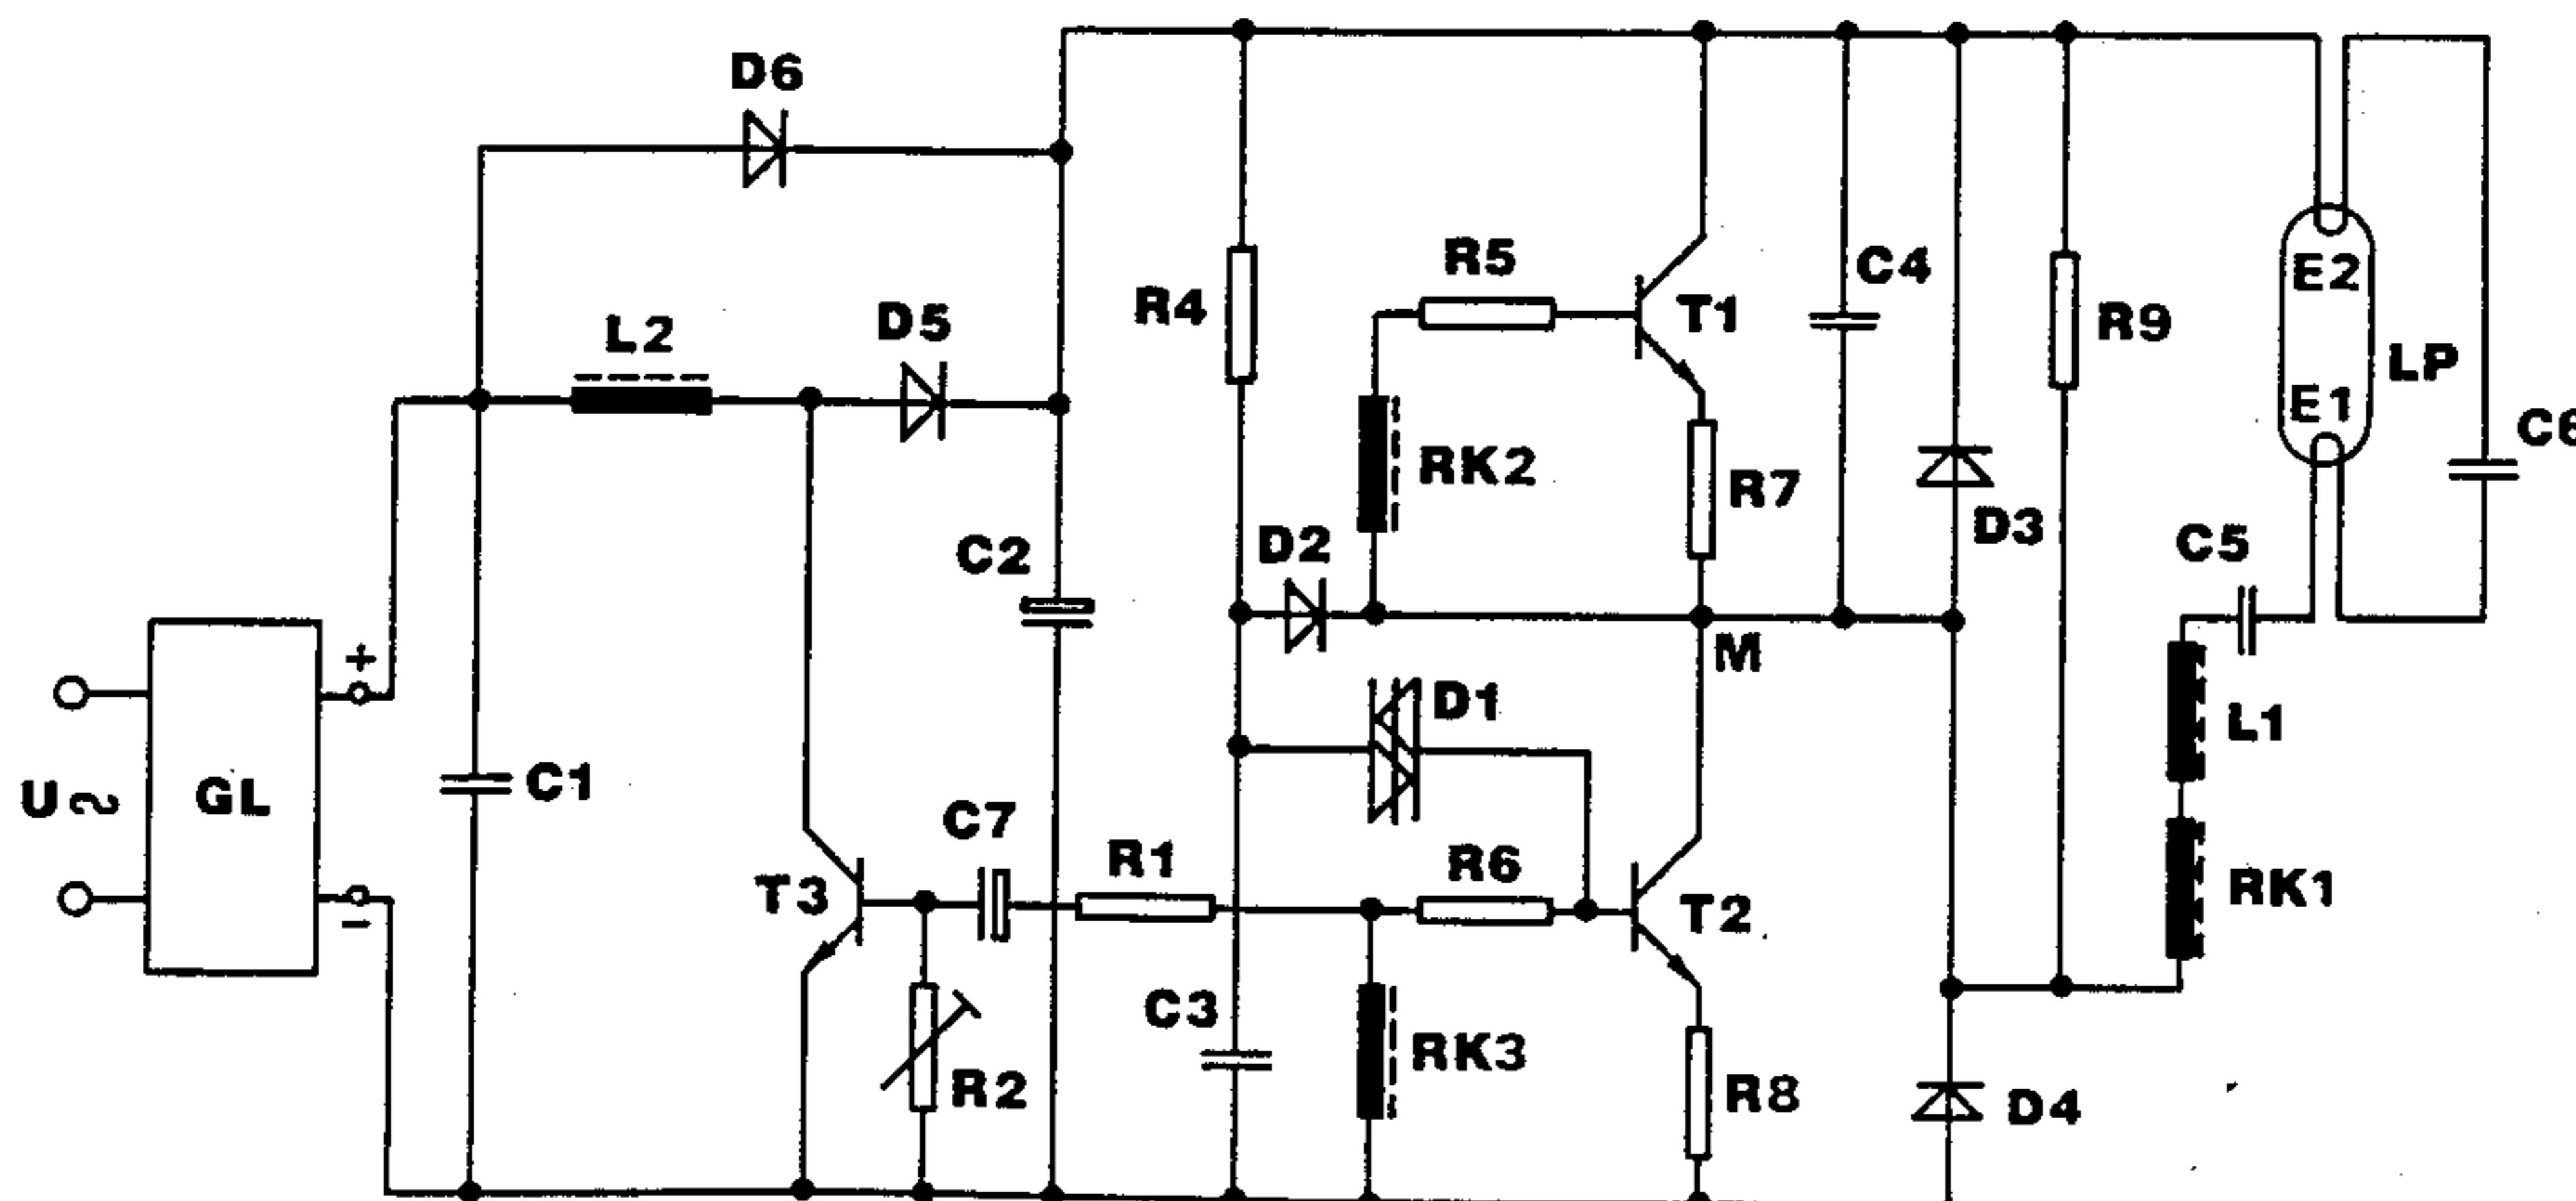 D6
R5
T1
C4
R4
L2
D5
R9
E2
LP
E1
RK2
R7
C6
D3
C5
C2
D2
M
D1
L1
+
U ~
GL
C1
C7
R1
R6
T3
T2
RK1
−
C3
RK3
R2
R8
D4